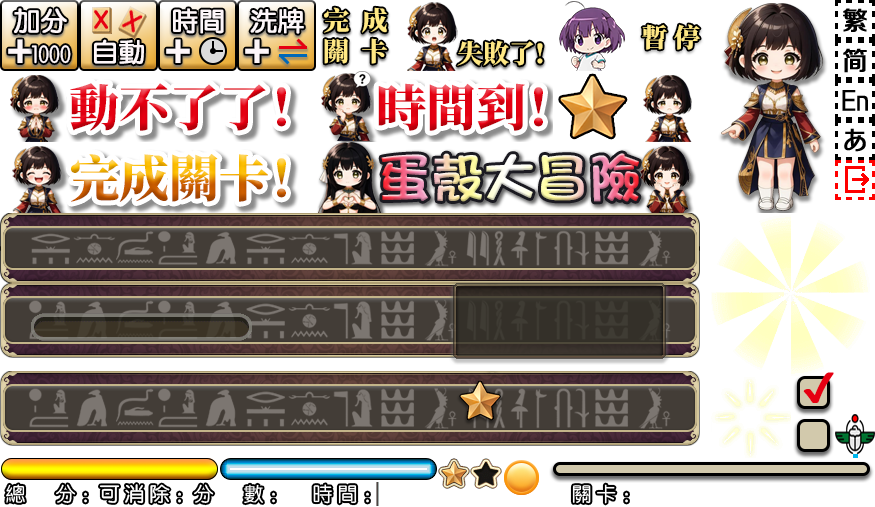 加分
+1000
自動
時間
+
洗牌
+
完成
關卡
失敗了!
暫停
繁
简
En
あ
動不了了!
?
時間到!
完成關卡!
蛋殼大冒險
總分:可消除:分數:時間:
關卡: